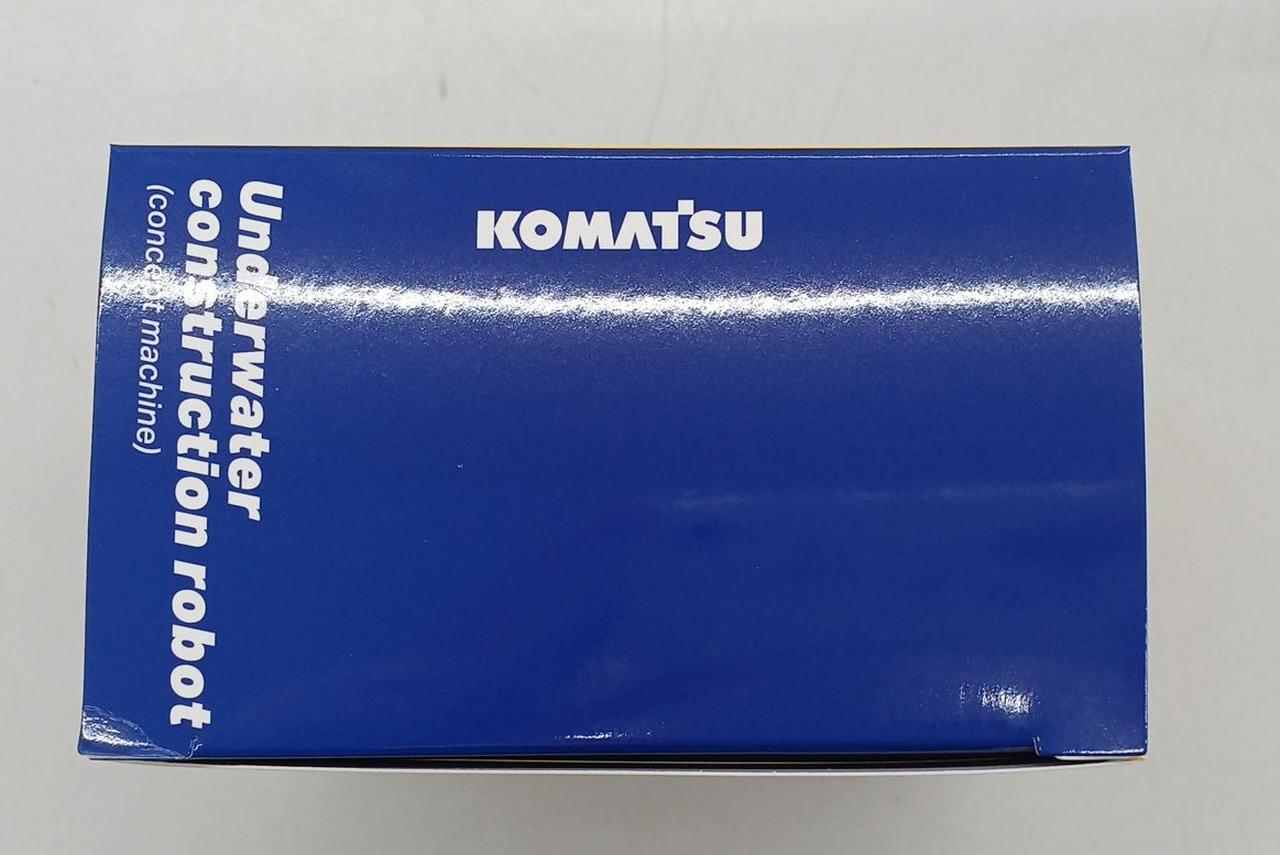 KOMATSU
Underwater
construction robot
(concept machine)